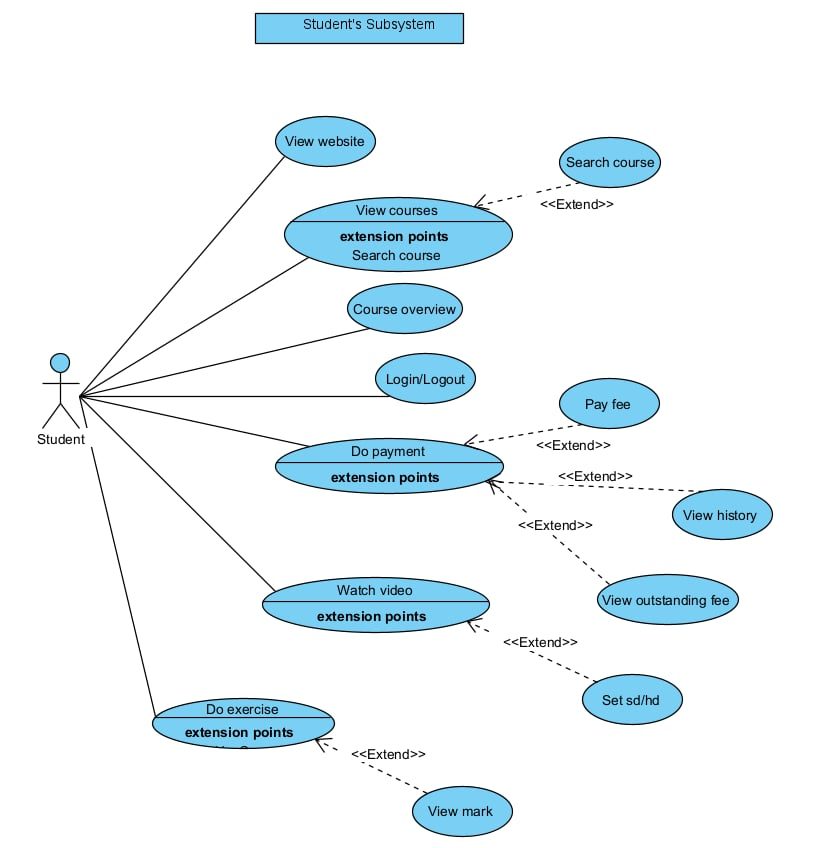 Student's Subsystem
View website
Search course
<<Extend>>
View courses
extension points
Search course
Course overview
Login/Logout
Student
Pay fee
<<Extend>>
Do payment
extension points
<<Extend>>
View history
<<Extend>>
View outstanding fee
Watch video
extension points
<<Extend>>
Set sd/hd
Do exercise
extension points
<<Extend>>
View mark